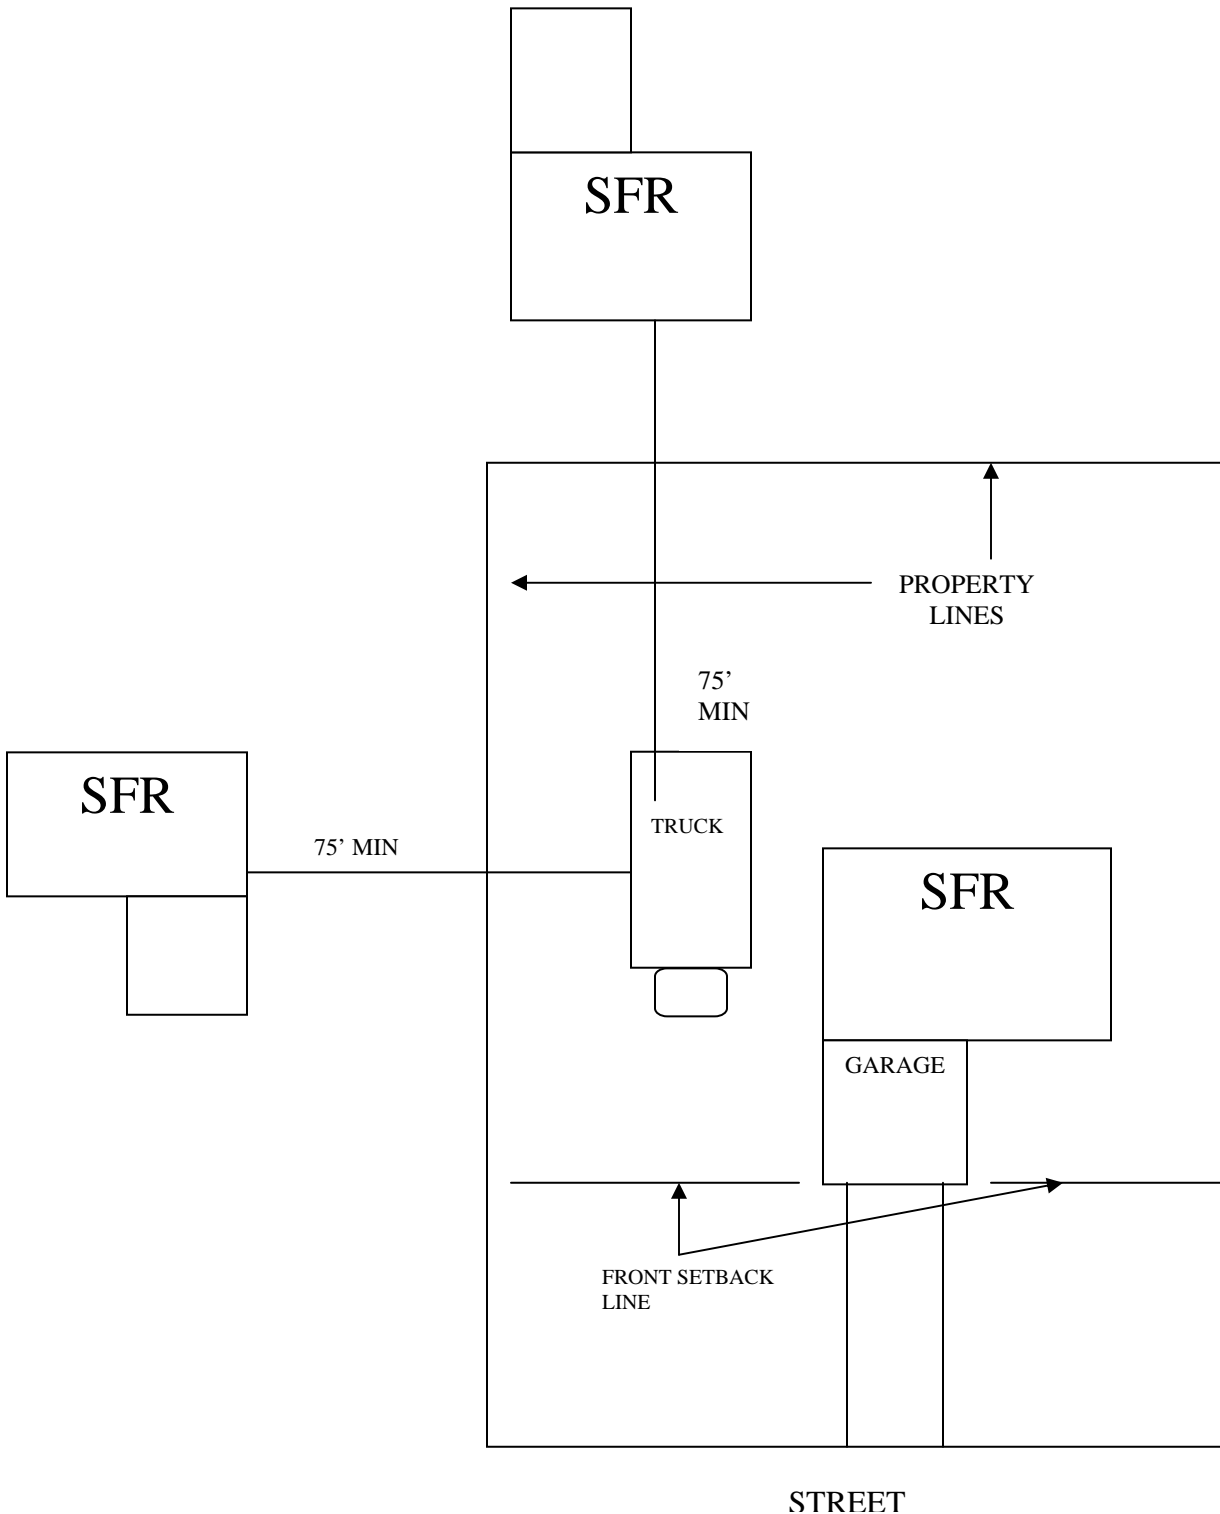 SFR
PROPERTY
LINES
75’
MIN
SFR
TRUCK
75’ MIN
SFR
GARAGE
FRONT SETBACK
LINE
STREET